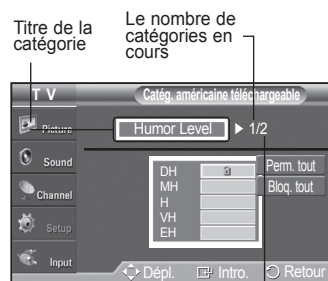 Titre de la
catégorie
Le nombre de
catégories en
cours
T V
Catég. américaine téléchargeable
Picture
Humor Level ▶ 1/2
Sound
DH
Perm. tout
MH
Bloq. tout
Channel
H
VH
Setup
EH
Input
Dépl. Intro. Retour